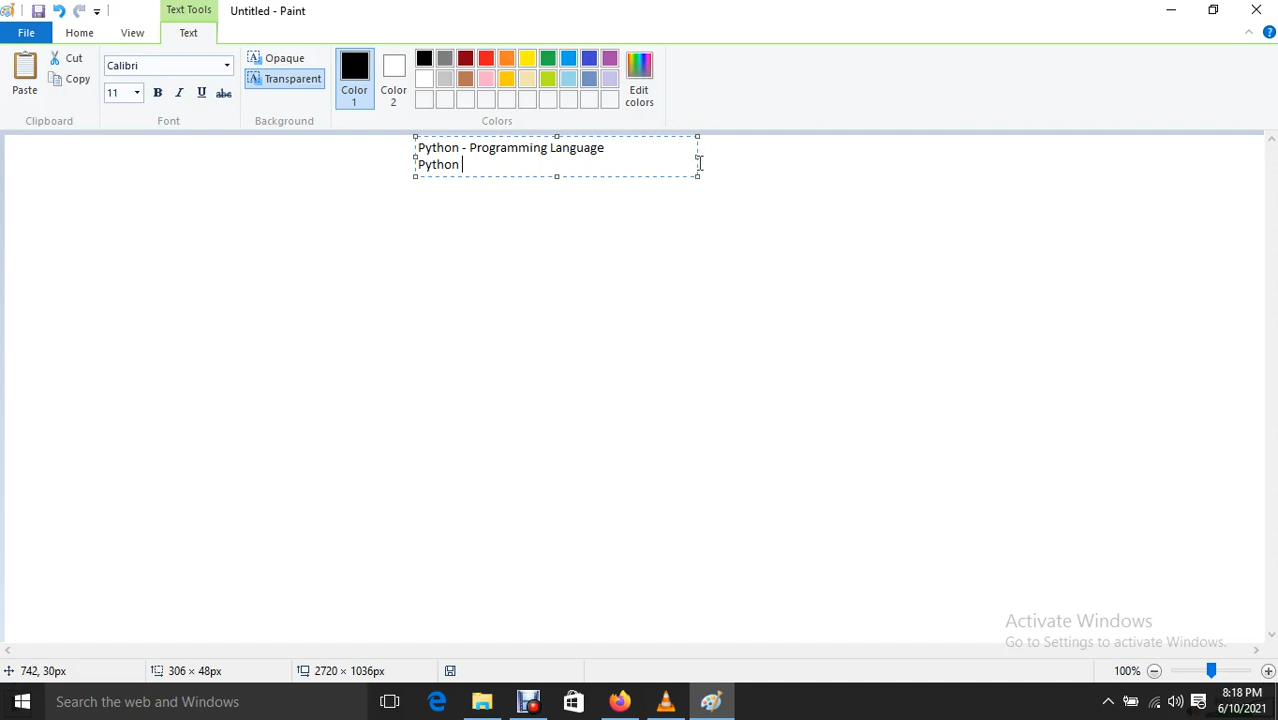 Text Tools
Untitled - Paint
File
Home
View
Text
Paste
Cut
Copy
Clipboard
Calibri
11
B I U abc
Font
Opaque
Transparent
Background
Color 1
Color 2
Edit colors
Colors
Python - Programming Language
Python
Activate Windows
Go to Settings to activate Windows.
742, 30px
306 × 48px
2720 × 1036px
100%
Search the web and Windows
8:18 PM
6/10/2021